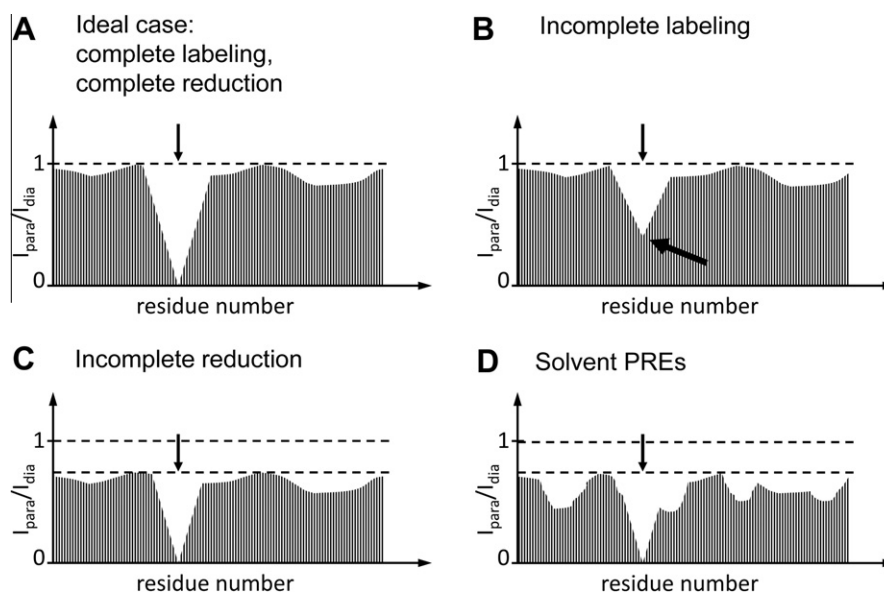 A
Ideal case:
complete labeling,
complete reduction
1
0
I_para/I_dia
residue number
B
Incomplete labeling
1
0
I_para/I_dia
residue number
C
Incomplete reduction
1
0
I_para/I_dia
residue number
D
Solvent PREs
1
0
I_para/I_dia
residue number